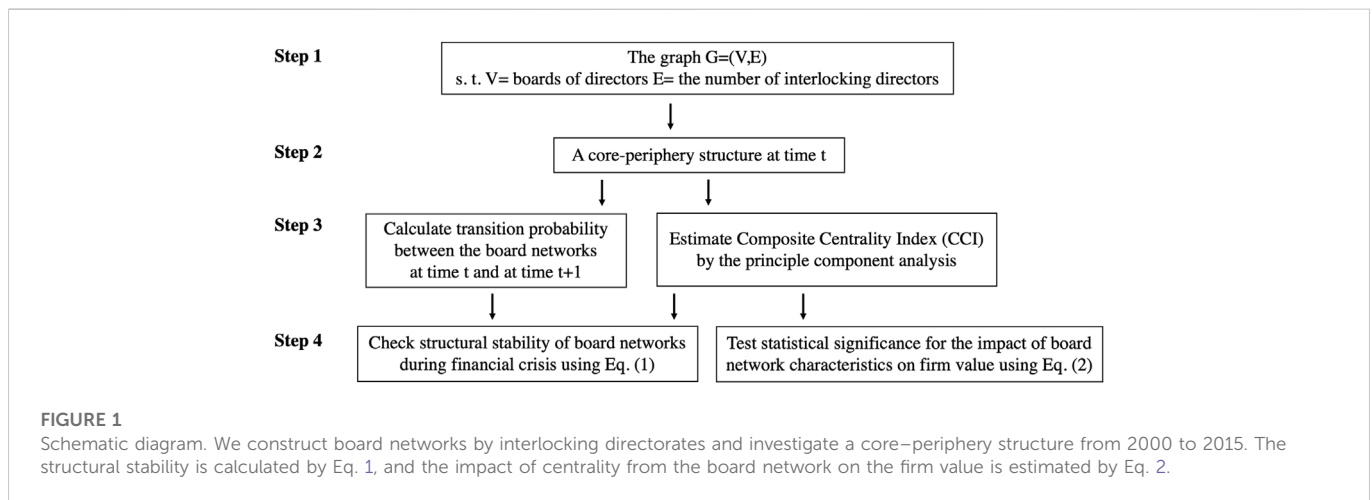 Step 1
The graph G=(V,E)
s. t. V= boards of directors E= the number of interlocking directors
Step 2
A core-periphery structure at time t
Step 3
Calculate transition probability
between the board networks
at time t and at time t+1
Estimate Composite Centrality Index (CCI)
by the principle component analysis
Step 4
Check structural stability of board networks
during financial crisis using Eq. (1)
Test statistical significance for the impact of board
network characteristics on firm value using Eq. (2)
FIGURE 1
Schematic diagram. We construct board networks by interlocking directorates and investigate a core–periphery structure from 2000 to 2015. The
structural stability is calculated by Eq. 1, and the impact of centrality from the board network on the firm value is estimated by Eq. 2.